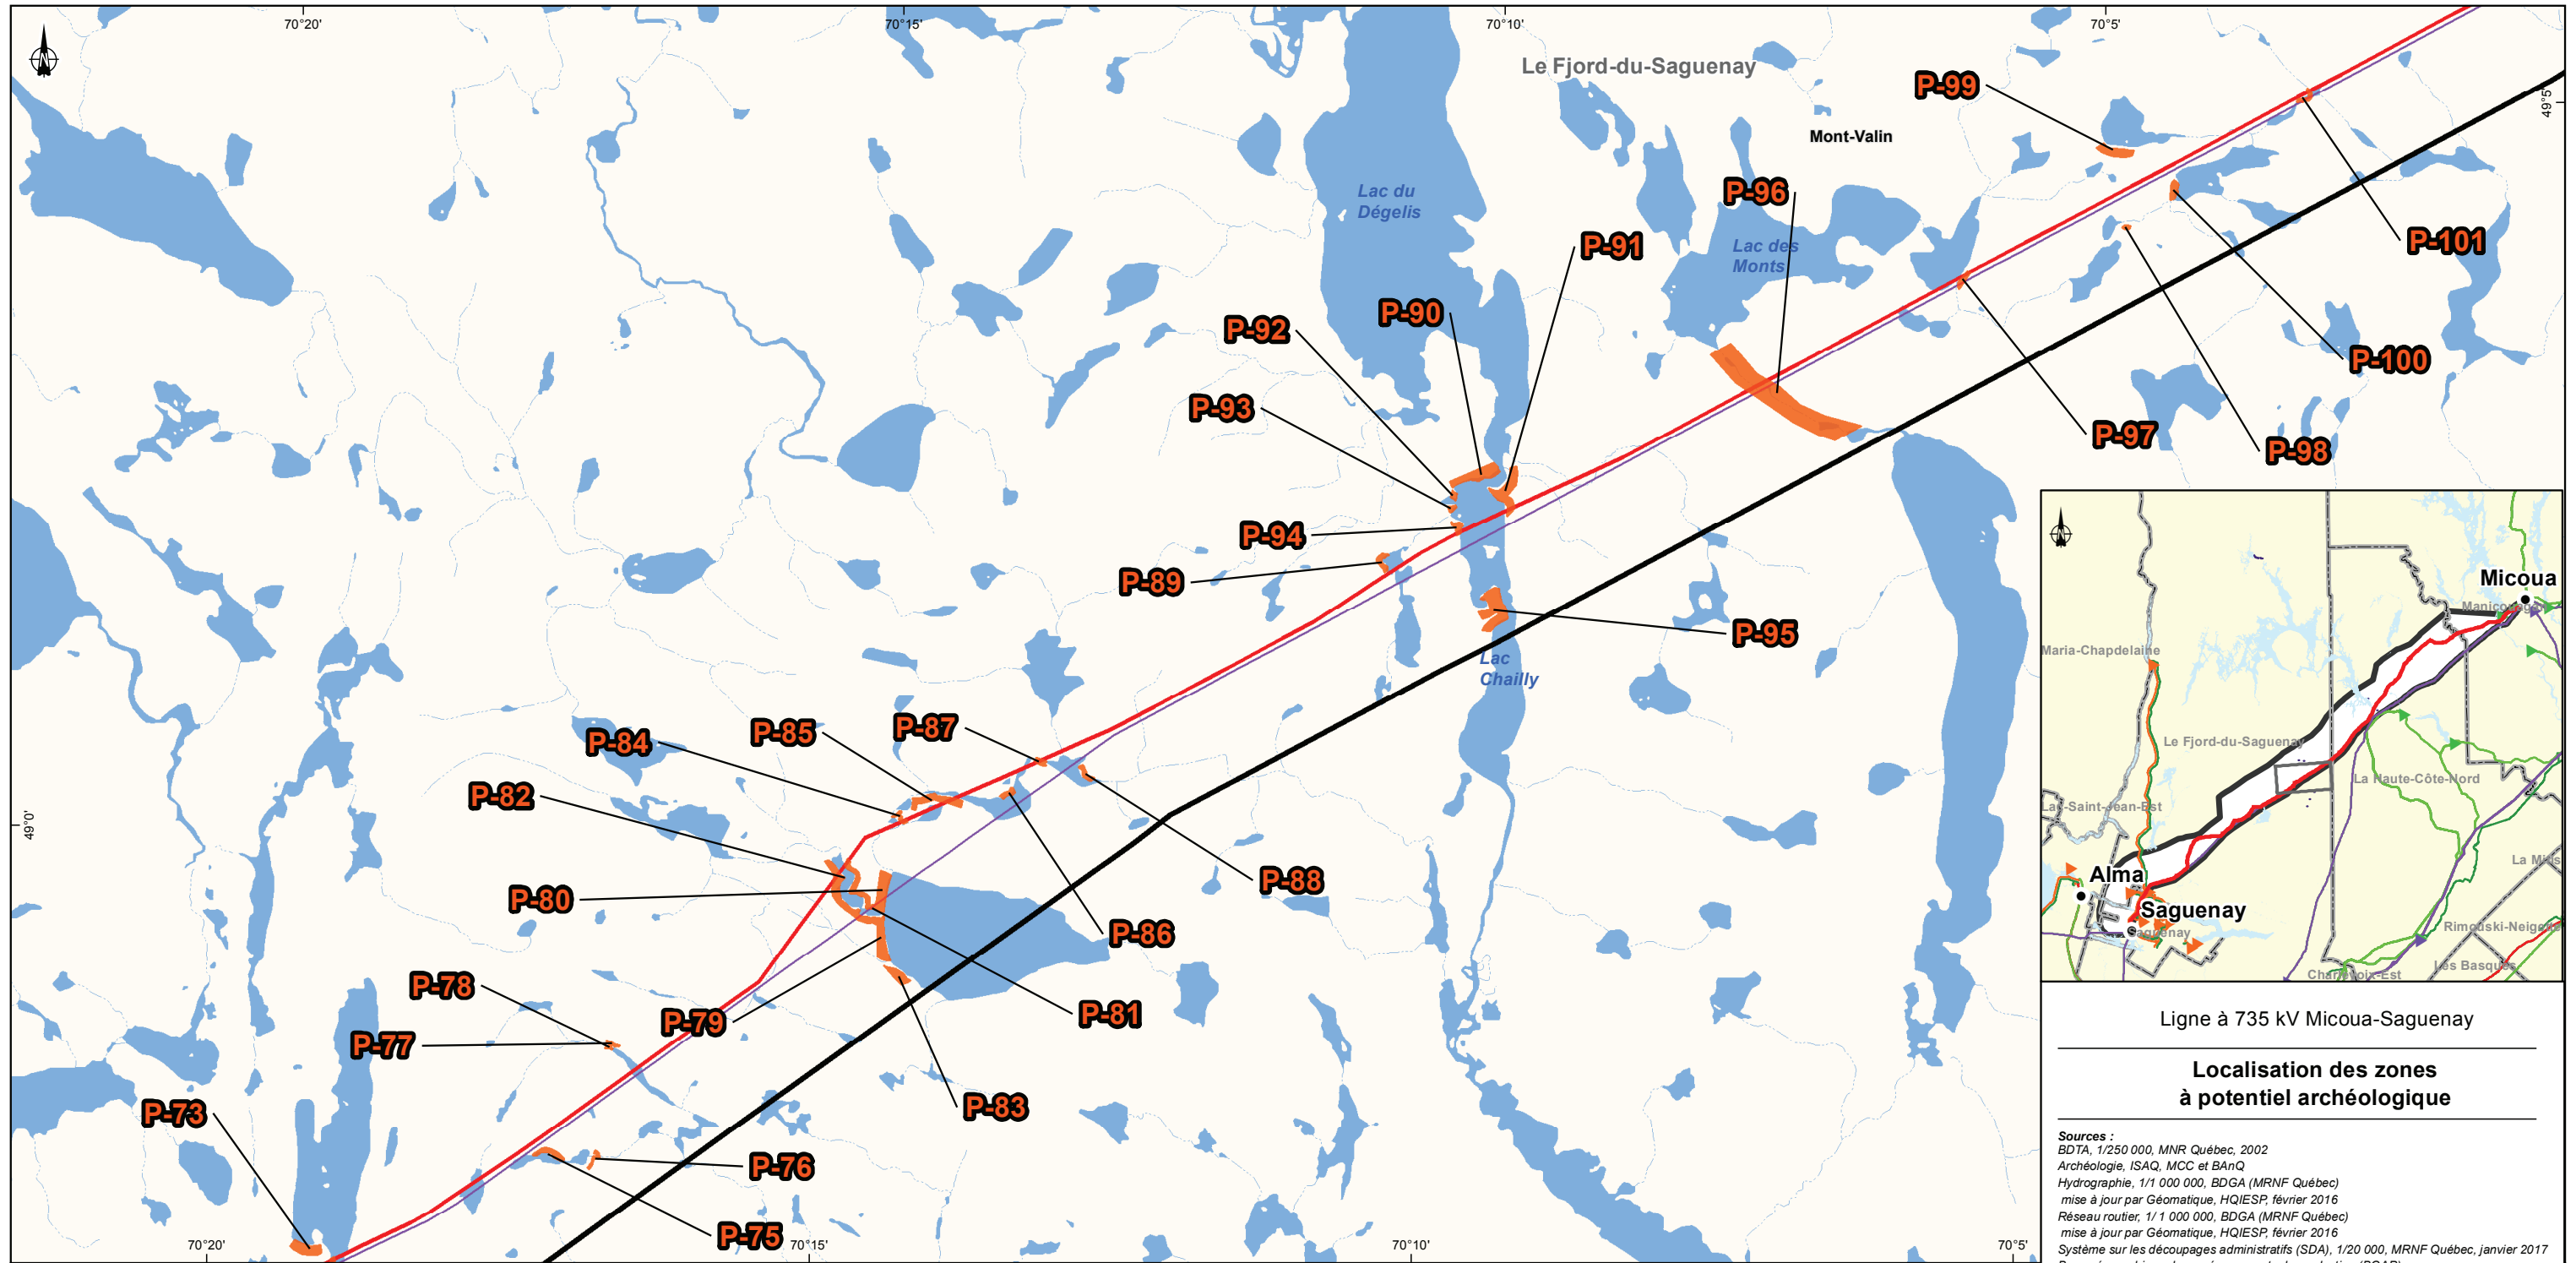 70°20'
70°15'
70°10'
70°5'
Le Fjord-du-Saguenay
P-99
49°5'
Mont-Valin
Lac du
Dégelis
P-96
Lac des
Monts
P-91
P-101
P-90
P-92
P-100
P-93
P-97
P-98
P-94
P-89
P-95
Lac
Chailly
P-87
P-85
P-84
P-82
49°0'
P-88
P-80
P-86
P-78
P-79
P-81
P-77
P-83
P-73
P-76
P-75
70°20'
70°15'
70°10'
70°5'
Micoua
Maria-Chapdelaine
Le Fjord-du-Saguenay
La Haute-Côte-Nord
Lac-Saint-Jean-Est
Alma
Saguenay
Saguenay
Charlevoix-Est
Les Basques
Ligne à 735 kV Micoua-Saguenay
Localisation des zones
à potentiel archéologique
Sources :
BDTA, 1/250 000, MNR Québec, 2002
Archéologie, ISAQ, MCC et BAnQ
Hydrographie, 1/1 000 000, BDGA (MRNF Québec)
mise à jour par Géomatique, HQIESP, février 2016
Réseau routier, 1/ 1 000 000, BDGA (MRNF Québec)
mise à jour par Géomatique, HQIESP, février 2016
Système sur les découpages administratifs (SDA), 1/20 000, MRNF Québec, janvier 2017